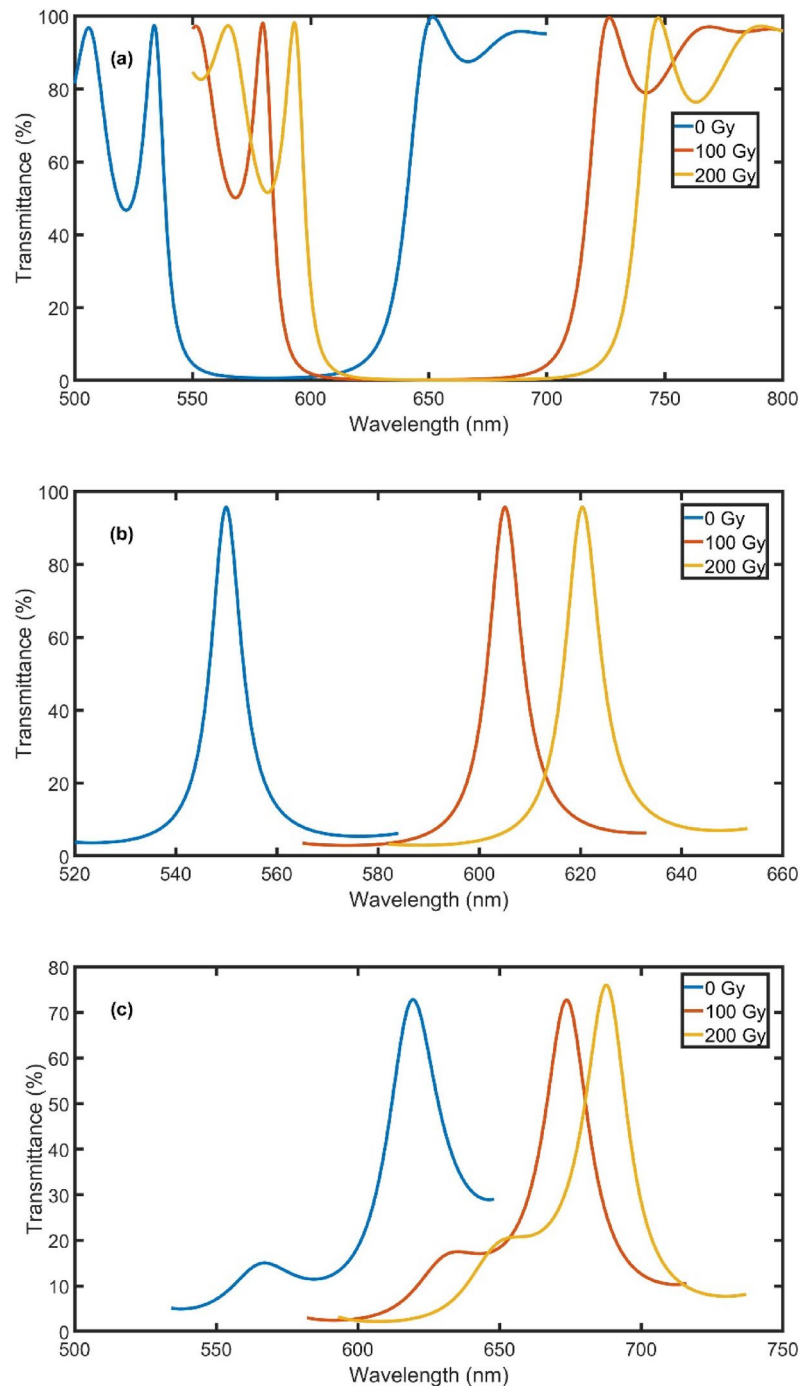 100
80
60
40
20
0
Transmittance (%)
(a)
0 Gy
100 Gy
200 Gy
500 550 600 650 700 750 800
Wavelength (nm)
100
80
60
40
20
0
Transmittance (%)
(b)
0 Gy
100 Gy
200 Gy
520 540 560 580 600 620 640 660
Wavelength (nm)
80
70
60
50
40
30
20
10
0
Transmittance (%)
(c)
0 Gy
100 Gy
200 Gy
500 550 600 650 700 750
Wavelength (nm)